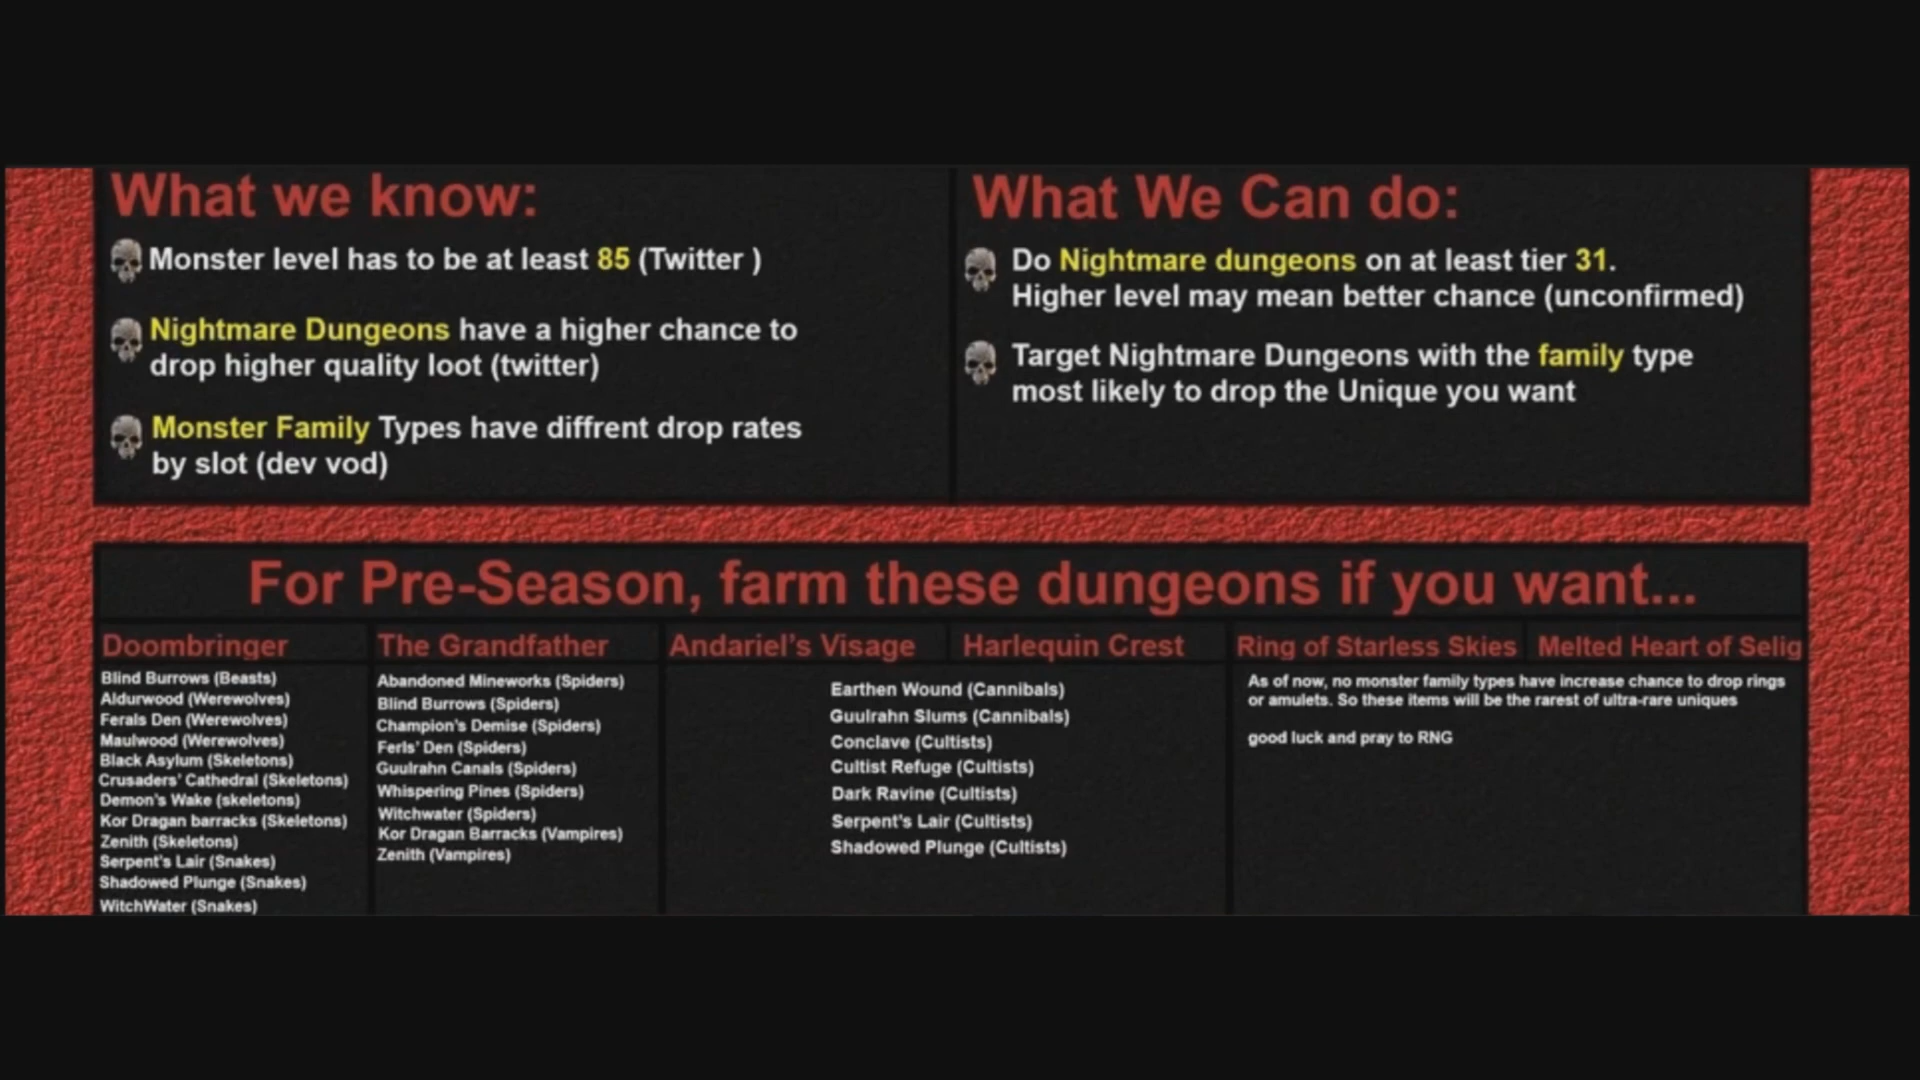 What we know:
Monster level has to be at least 85 (Twitter )
Nightmare Dungeons have a higher chance to
drop higher quality loot (twitter)
Monster Family Types have diffrent drop rates
by slot (dev vod)
What We Can do:
Do Nightmare dungeons on at least tier 31.
Higher level may mean better chance (unconfirmed)
Target Nightmare Dungeons with the family type
most likely to drop the Unique you want
For Pre-Season, farm these dungeons if you want...
Doombringer
Blind Burrows (Beasts)
Aldurwood (Werewolves)
Ferals Den (Werewolves)
Maulwood (Werewolves)
Black Asylum (Skeletons)
Crusaders' Cathedral (Skeletons)
Demon's Wake (skeletons)
Kor Dragan barracks (Skeletons)
Zenith (Skeletons)
Serpent's Lair (Snakes)
Shadowed Plunge (Snakes)
WitchWater (Snakes)
The Grandfather
Abandoned Mineworks (Spiders)
Blind Burrows (Spiders)
Champion's Demise (Spiders)
Ferls' Den (Spiders)
Guulrahn Canals (Spiders)
Whispering Pines (Spiders)
Witchwater (Spiders)
Kor Dragan Barracks (Vampires)
Zenith (Vampires)
Andariel's Visage
Harlequin Crest
Earthen Wound (Cannibals)
Guulrahn Slums (Cannibals)
Conclave (Cultists)
Cultist Refuge (Cultists)
Dark Ravine (Cultists)
Serpent's Lair (Cultists)
Shadowed Plunge (Cultists)
Ring of Starless Skies
Melted Heart of Selig
As of now, no monster family types have increase chance to drop rings
or amulets. So these items will be the rarest of ultra-rare uniques
good luck and pray to RNG